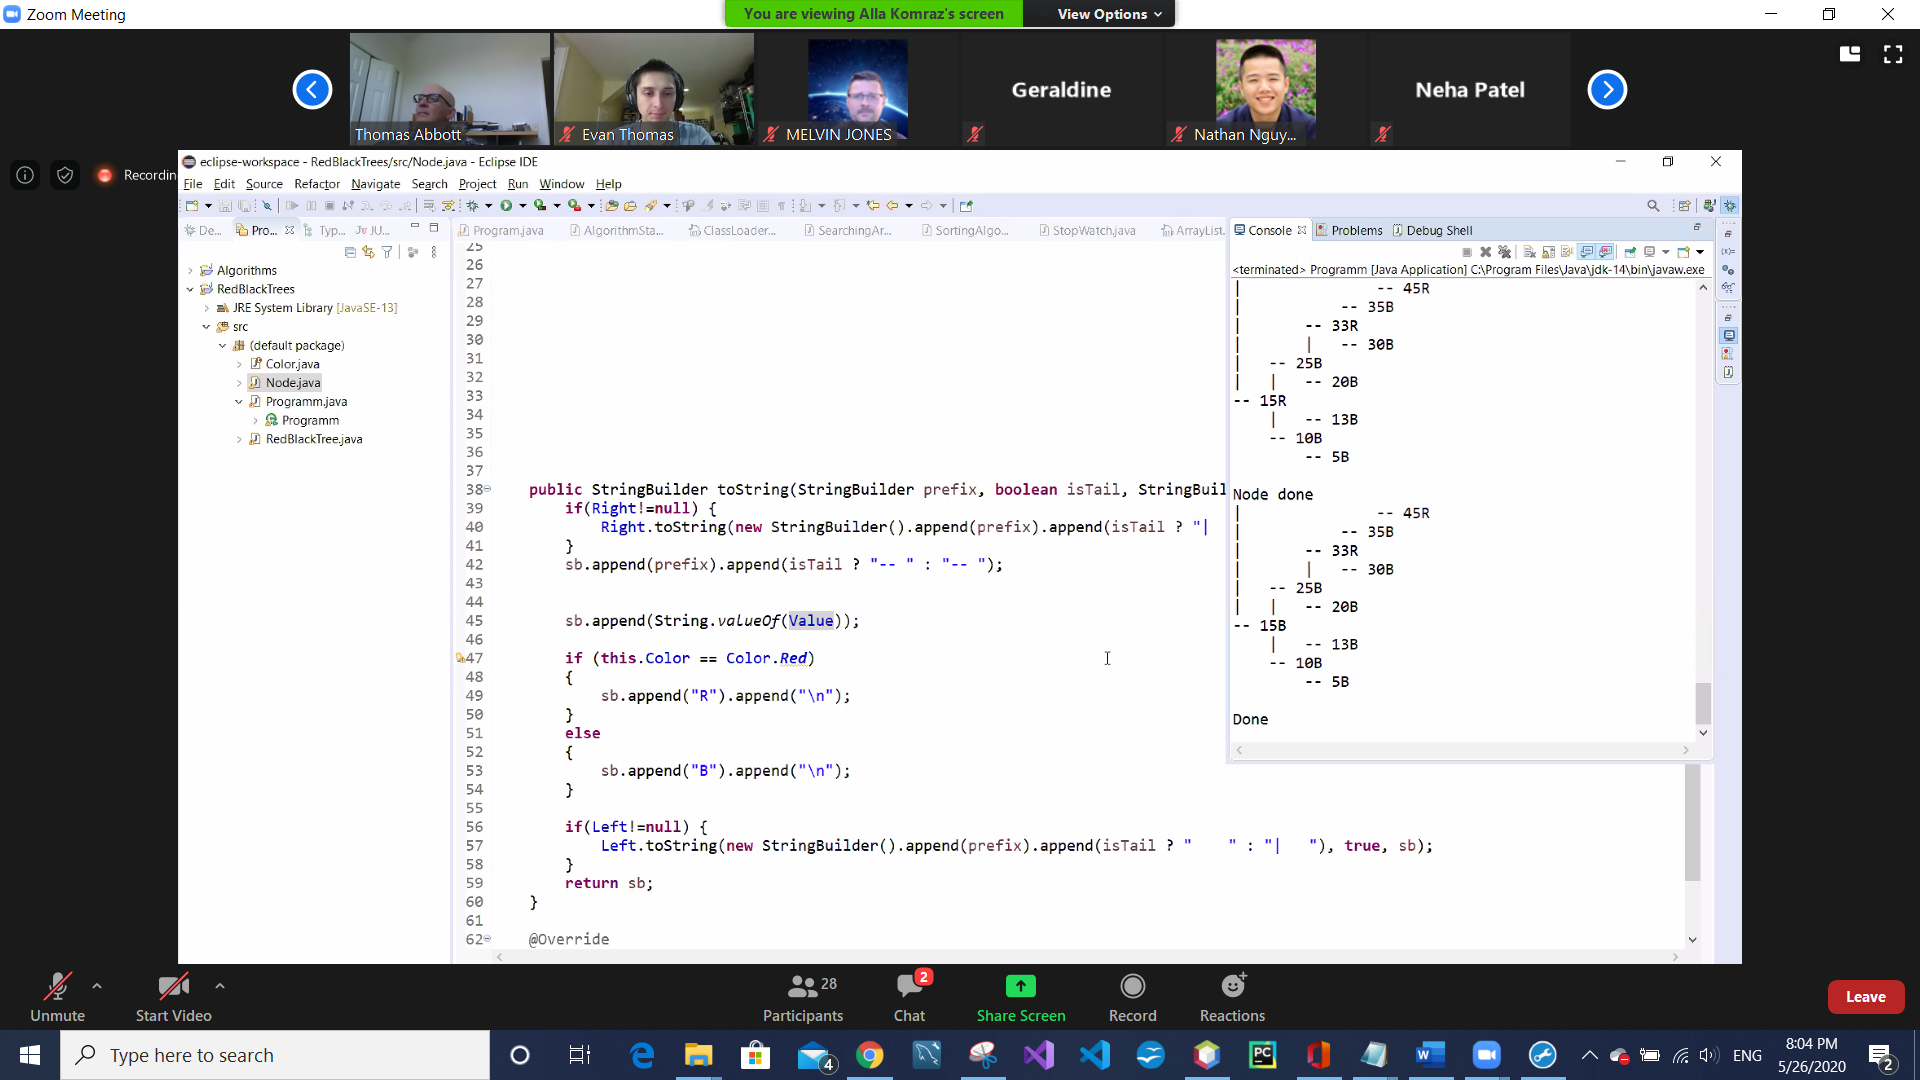 Zoom Meeting
You are viewing Alla Komraz's screen
View Options
Thomas Abbott
Evan Thomas
MELVIN JONES
Geraldine
Nathan Nguy...
Neha Patel
Recordin
eclipse-workspace - RedBlackTrees/src/Node.java - Eclipse IDE
File Edit Source Refactor Navigate Search Project Run Window Help
De... Pro... Typ... JU...
Program.java AlgorithmSta... ClassLoader... SearchingAr... SortingAlgo... StopWatch.java ArrayList.
Algorithms
RedBlackTrees
JRE System Library [JavaSE-13]
src
(default package)
Color.java
Node.java
Programm.java
Programm
RedBlackTree.java
25
26
27
28
29
30
31
32
33
34
35
36
37
38 public StringBuilder toString(StringBuilder prefix, boolean isTail, StringBuil
39 if(Right!=null) {
40 Right.toString(new StringBuilder().append(prefix).append(isTail ? "|
41 }
42 sb.append(prefix).append(isTail ? "-- " : "-- ");
43
44
45 sb.append(String.valueOf(Value));
46
47 if (this.Color == Color.Red)
48 {
49 sb.append("R").append("\n");
50 }
51 else
52 {
53 sb.append("B").append("\n");
54 }
55
56 if(Left!=null) {
57 Left.toString(new StringBuilder().append(prefix).append(isTail ? "    " : "|   "), true, sb);
58 }
59 return sb;
60 }
61
62 @Override
Console Problems Debug Shell
<terminated> Programm [Java Application] C:\Program Files\Java\jdk-14\bin\javaw.exe
|               -- 45R
|           -- 35B
|       -- 33R
|       |   -- 30B
|   -- 25B
|   |   -- 20B
-- 15R
    |   -- 13B
    -- 10B
        -- 5B
Node done
|               -- 45R
|           -- 35B
|       -- 33R
|       |   -- 30B
|   -- 25B
|   |   -- 20B
-- 15B
    |   -- 13B
    -- 10B
        -- 5B
Done
Unmute
Start Video
28
Participants
2
Chat
Share Screen
Record
Reactions
Leave
Type here to search
4
PC
W
ENG
8:04 PM
5/26/2020
2